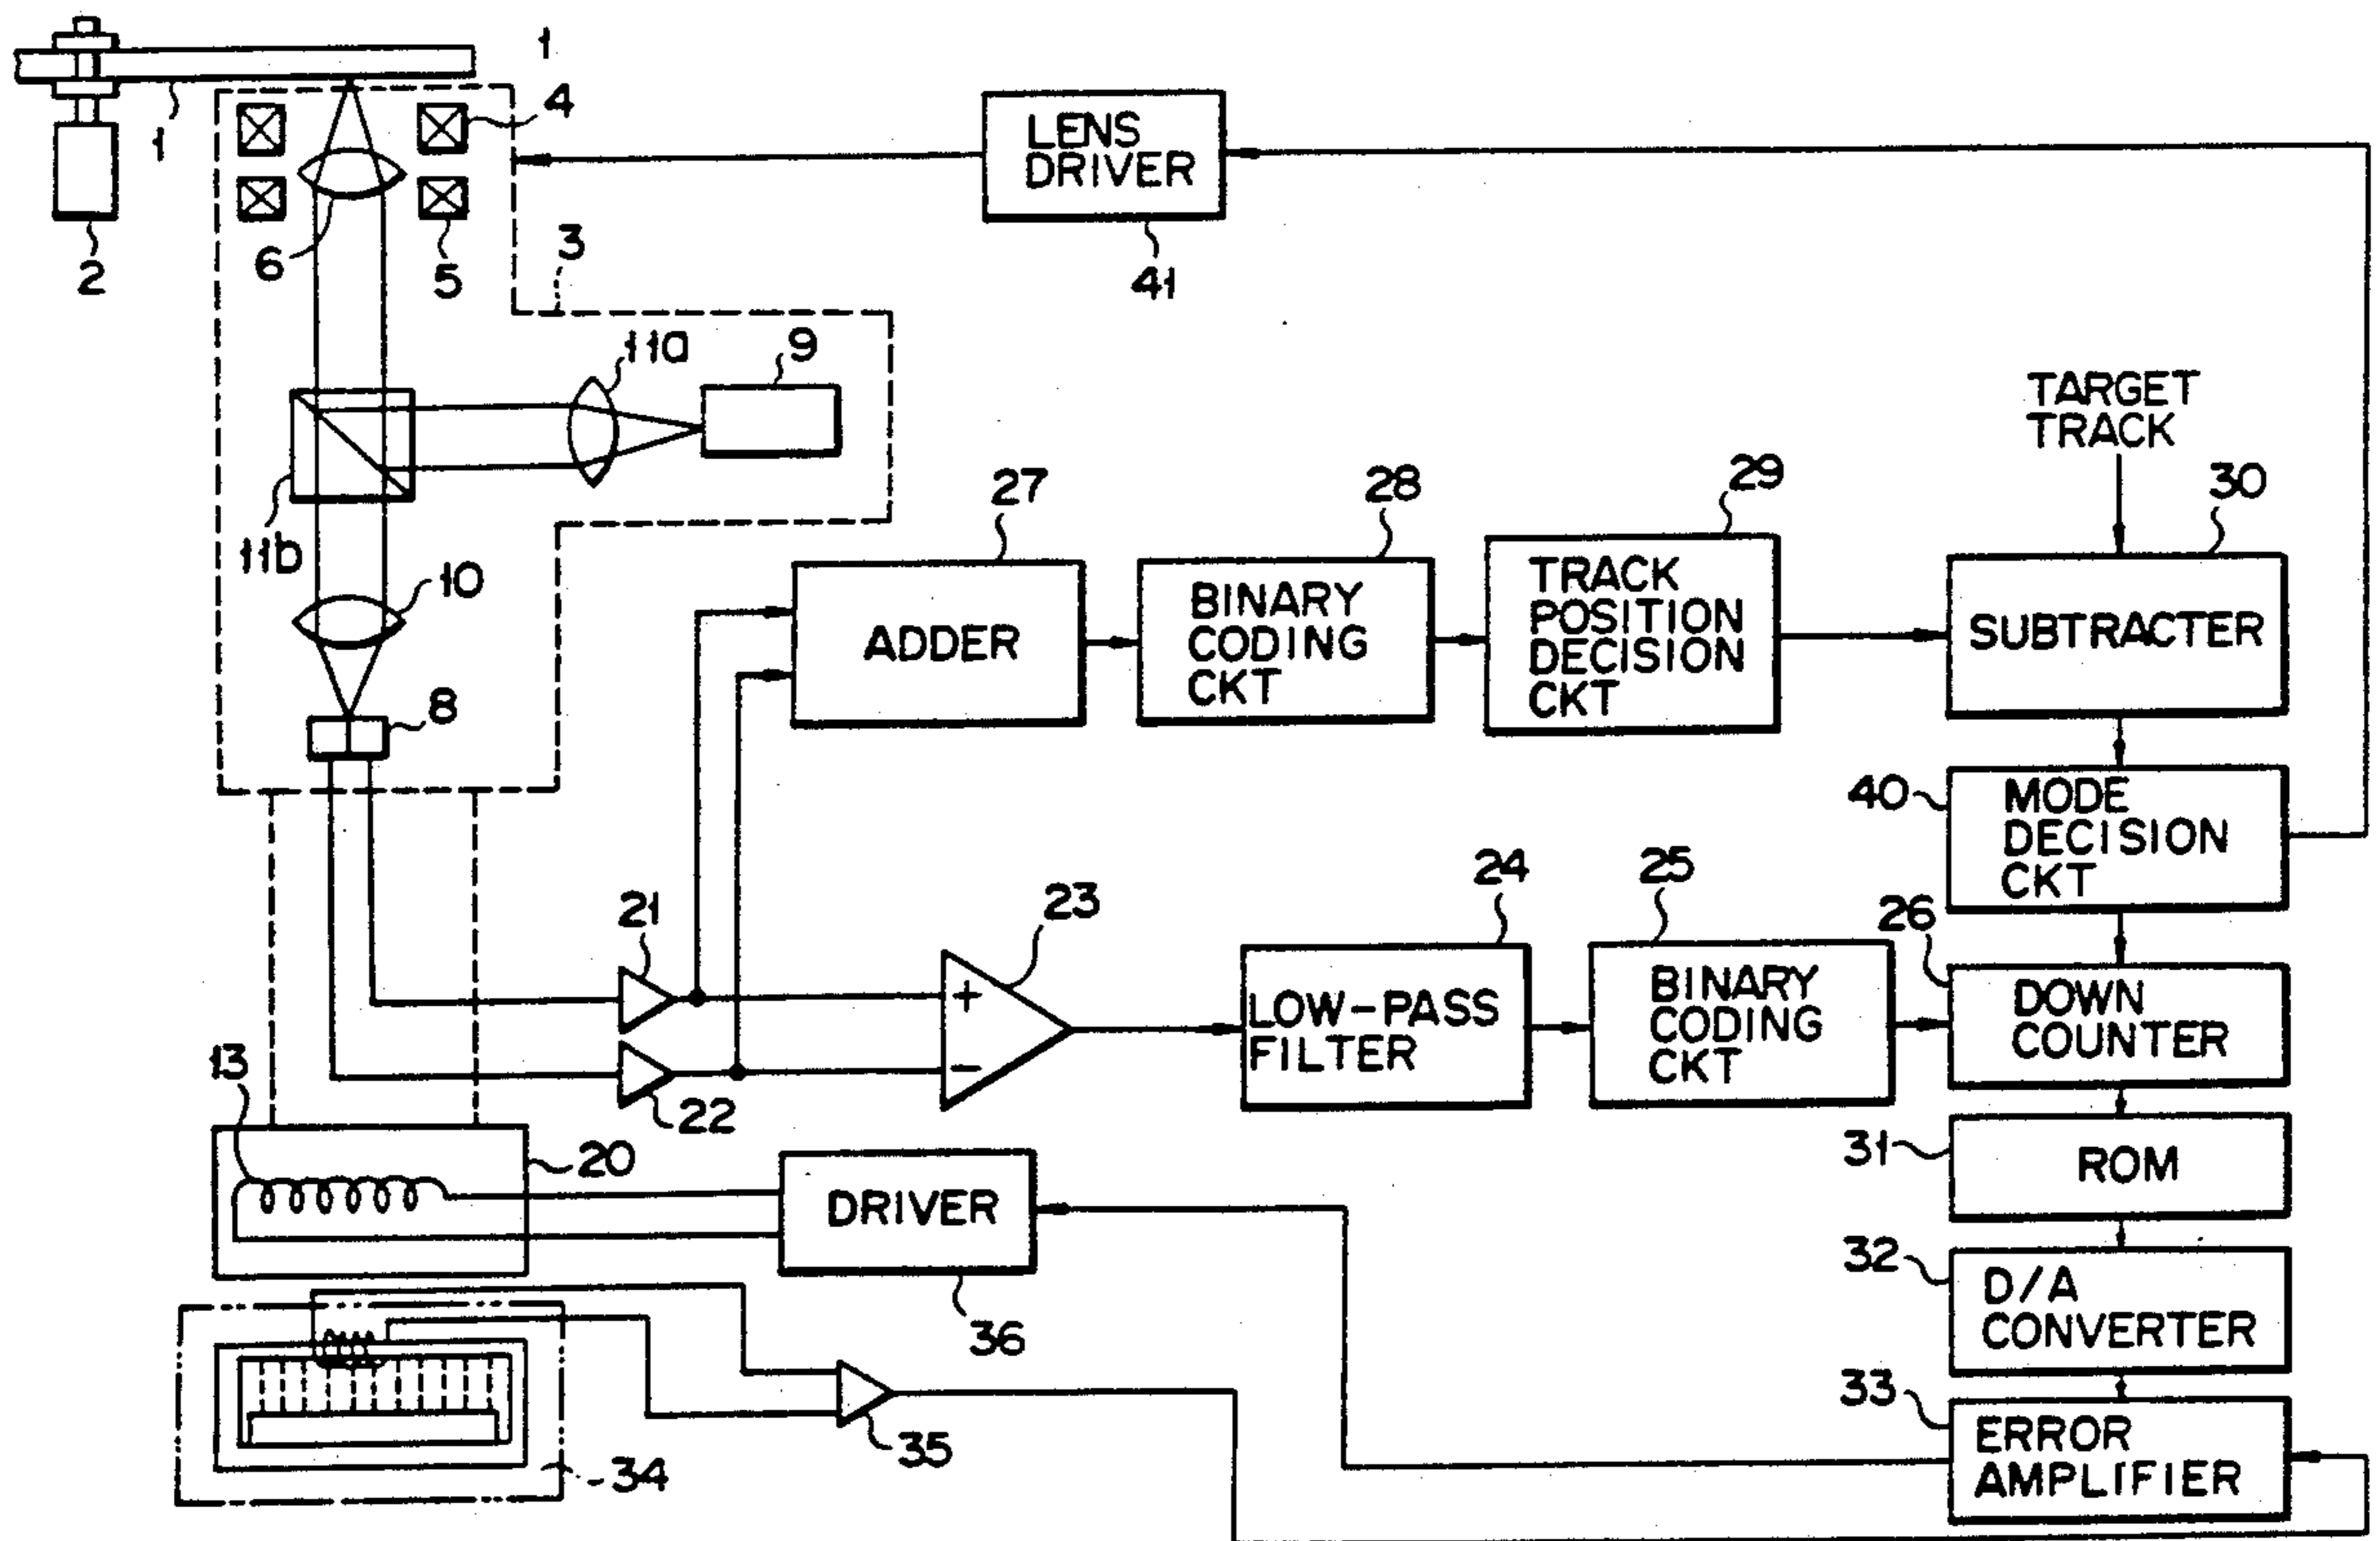 1
1
2
4
6
5
3
LENS
DRIVER
41
11a
9
11b
10
8
TARGET
TRACK
27
28
29
30
ADDER
BINARY
CODING
CKT
TRACK
POSITION
DECISION
CKT
SUBTRACTER
40
MODE
DECISION
CKT
21
22
23
+
−
24
LOW-PASS
FILTER
25
BINARY
CODING
CKT
26
DOWN
COUNTER
13
20
DRIVER
36
31
ROM
32
D/A
CONVERTER
34
35
33
ERROR
AMPLIFIER